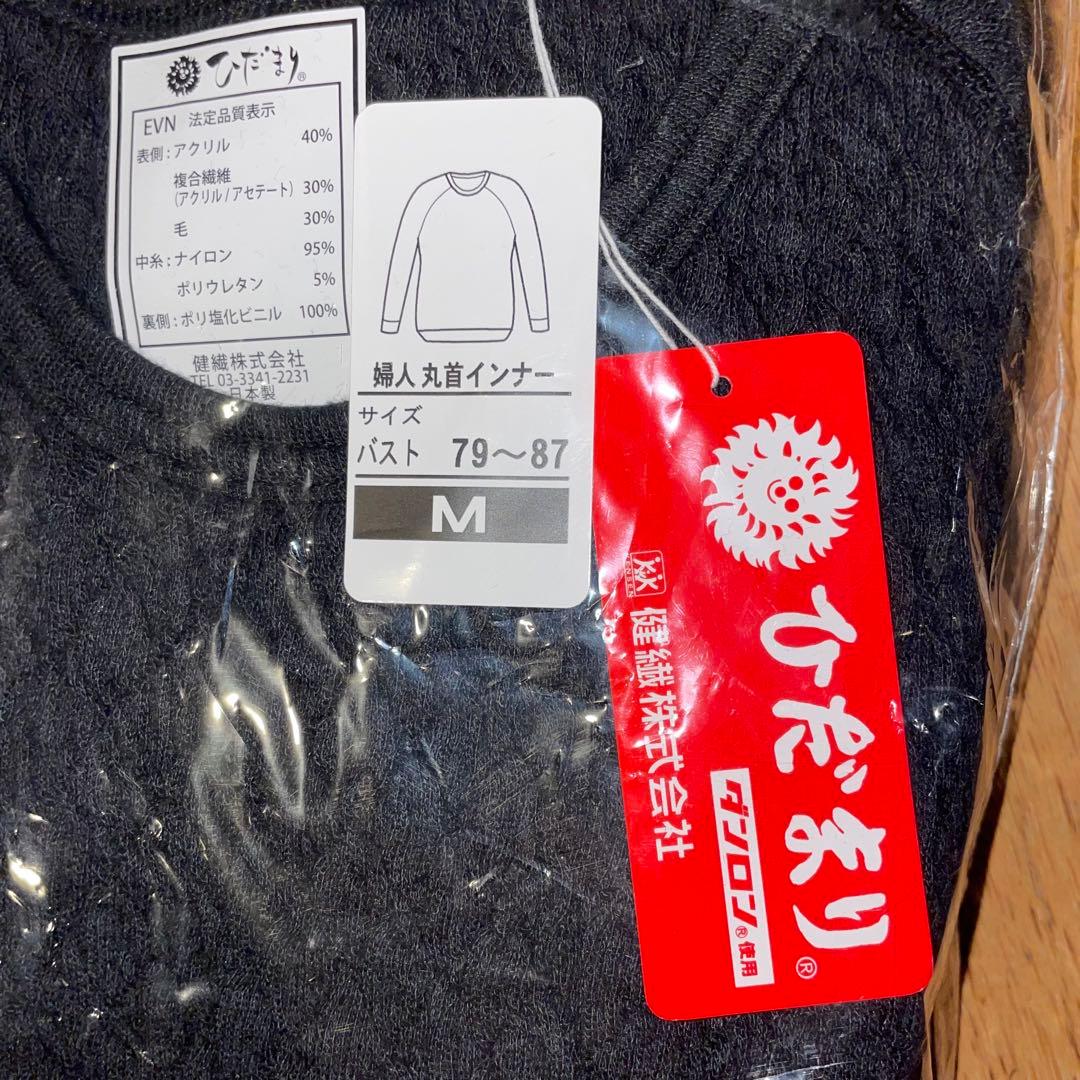 ひだまり®
EVN 法定品質表示
表側:アクリル 40%
複合繊維
(アクリル/アセテート) 30%
毛 30%
中糸:ナイロン 95%
ポリウレタン 5%
裏側:ポリ塩化ビニル 100%
健繊株式会社
TEL 03-3341-2231
日本製
婦人 丸首インナー
サイズ
バスト 79〜87
M
ひだまり®
ダンロン®使用
KENSEN
健繊株式会社